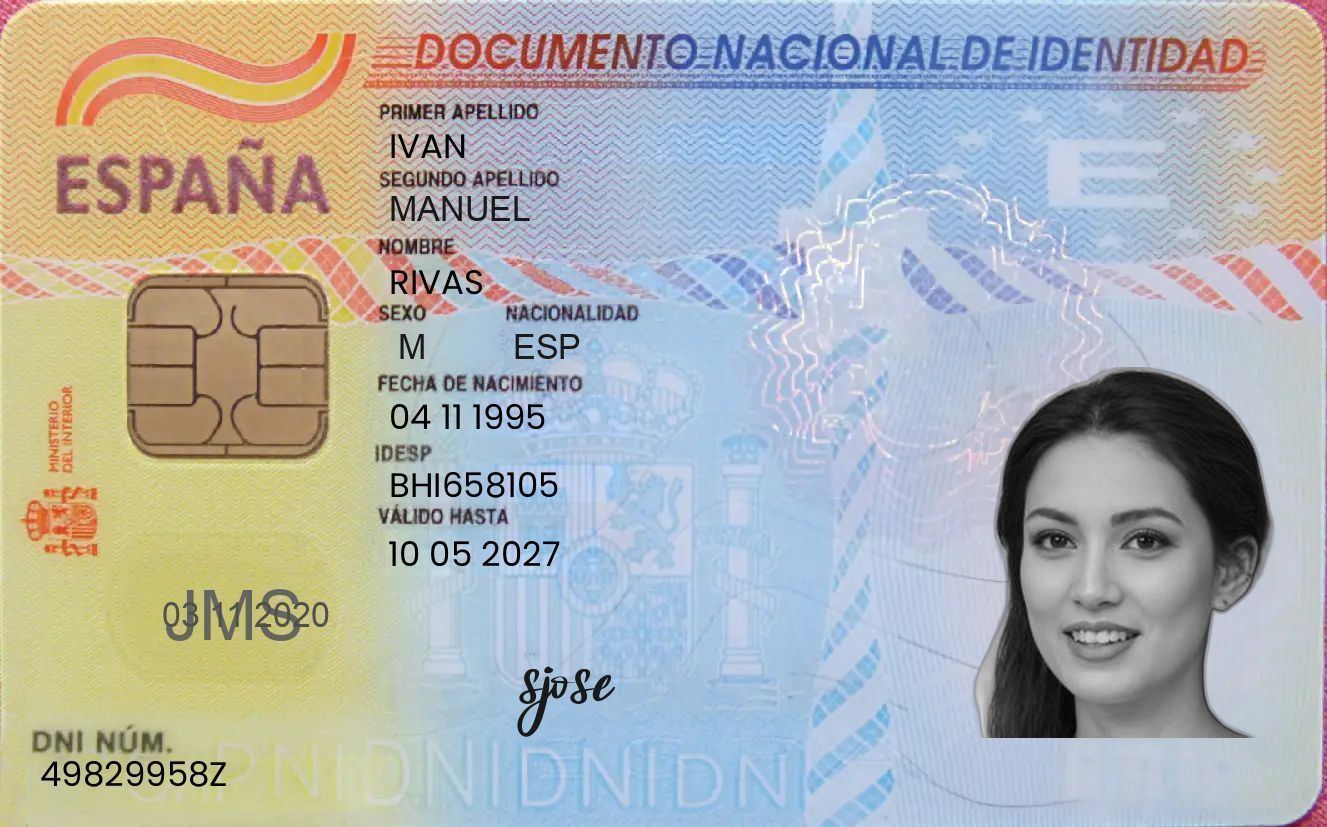 DOCUMENTO NACIONAL DE IDENTIDAD
ESPAÑA
PRIMER APELLIDO
IVAN
SEGUNDO APELLIDO
MANUEL
NOMBRE
RIVAS
SEXO NACIONALIDAD
M ESP
FECHA DE NACIMIENTO
04 11 1995
IDESP
BHI658105
VÁLIDO HASTA
10 05 2027
MINISTERIO
DEL INTERIOR
03 11 2020
JMS
sjose
DNI NÚM.
49829958Z
E
DNIDNIDNIDN